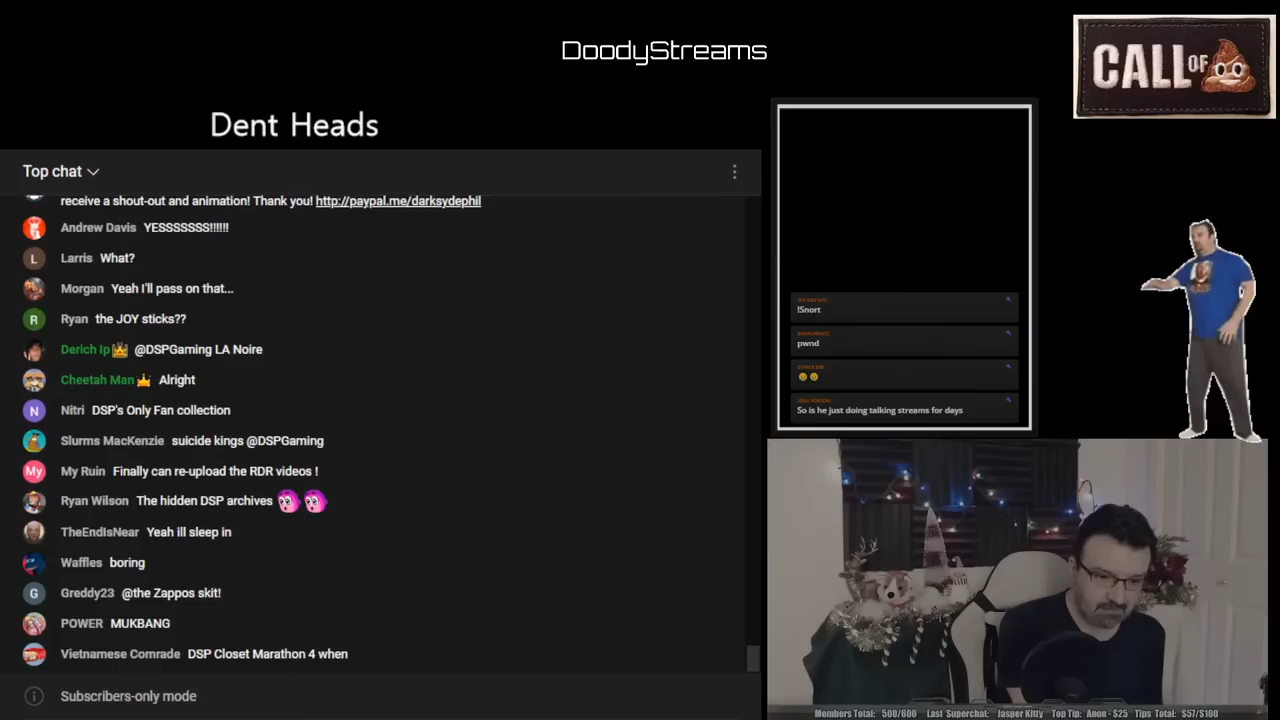 DoodyStreams
CALL OF
Dent Heads
Top chat
receive a shout-out and animation! Thank you! http://paypal.me/darksydephil
Andrew Davis YESSSSSSS!!!!!!
L Larris What?
Morgan Yeah I'll pass on that...
R Ryan the JOY sticks??
Derich Ip @DSPGaming LA Noire
Cheetah Man Alright
N Nitri DSP's Only Fan collection
Slurms MacKenzie suicide kings @DSPGaming
My My Ruin Finally can re-upload the RDR videos !
Ryan Wilson The hidden DSP archives
TheEndIsNear Yeah ill sleep in
Waffles boring
G Greddy23 @the Zappos skit!
POWER MUKBANG
Vietnamese Comrade DSP Closet Marathon 4 when
Subscribers-only mode
!Snort
pwnd
So is he just doing talking streams for days
Members Total: 500/600 Last Superchat: Jasper Kitty Top Tip: Anon - $25 Tips Total: $57/$100